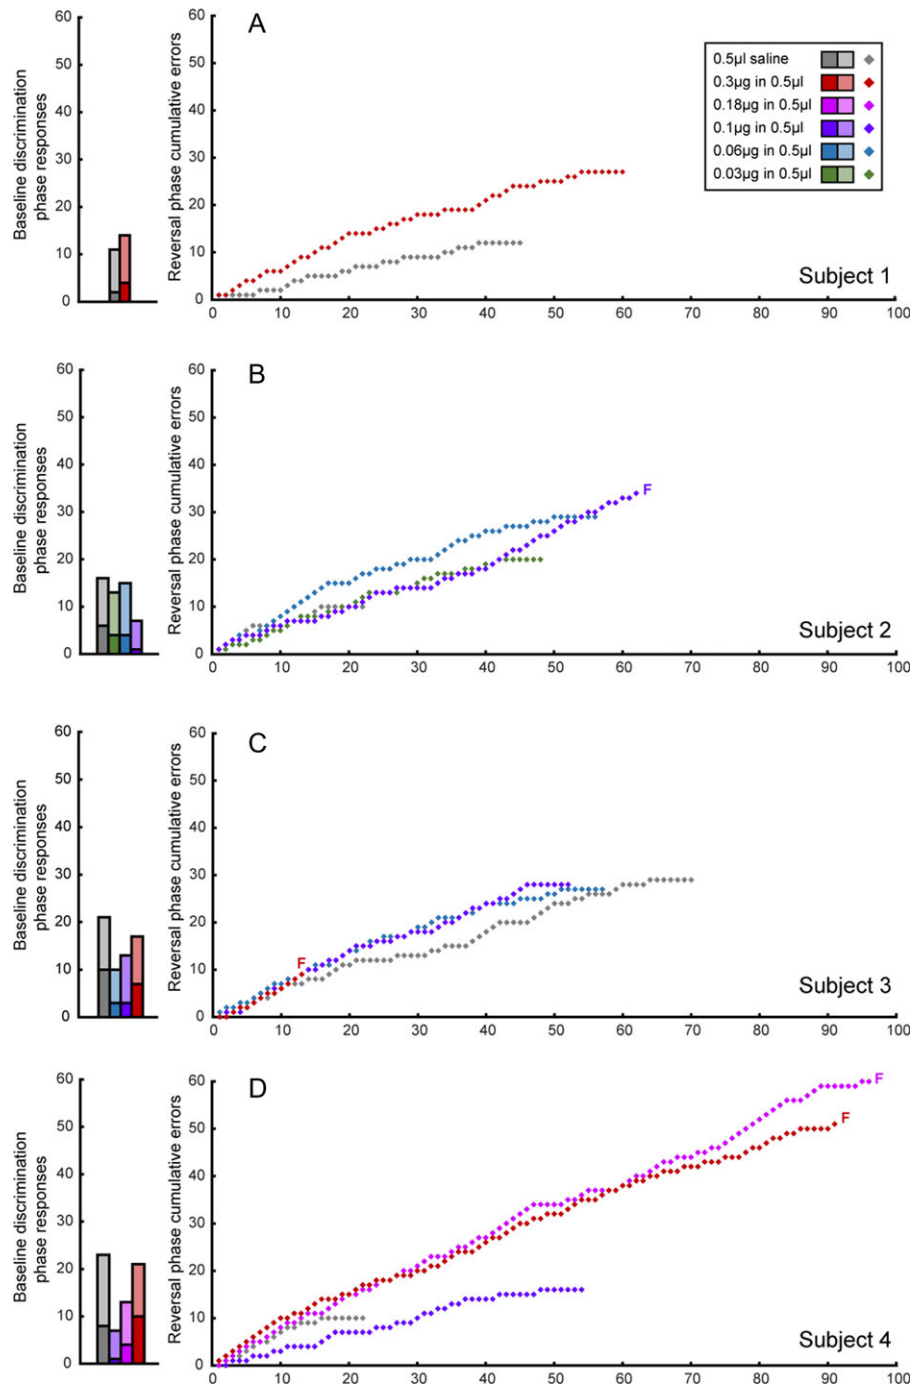 A
Baseline discrimination
phase responses
60
50
40
30
20
10
0
Reversal phase cumulative errors
60
50
40
30
20
10
0
0.5µl saline
0.3µg in 0.5µl
0.18µg in 0.5µl
0.1µg in 0.5µl
0.06µg in 0.5µl
0.03µg in 0.5µl
Subject 1
0 10 20 30 40 50 60 70 80 90 100
B
Baseline discrimination
phase responses
60
50
40
30
20
10
0
Reversal phase cumulative errors
60
50
40
30
20
10
0
F
Subject 2
0 10 20 30 40 50 60 70 80 90 100
C
Baseline discrimination
phase responses
60
50
40
30
20
10
0
Reversal phase cumulative errors
60
50
40
30
20
10
0
F
Subject 3
0 10 20 30 40 50 60 70 80 90 100
D
Baseline discrimination
phase responses
60
50
40
30
20
10
0
Reversal phase cumulative errors
60
50
40
30
20
10
0
F
F
Subject 4
0 10 20 30 40 50 60 70 80 90 100